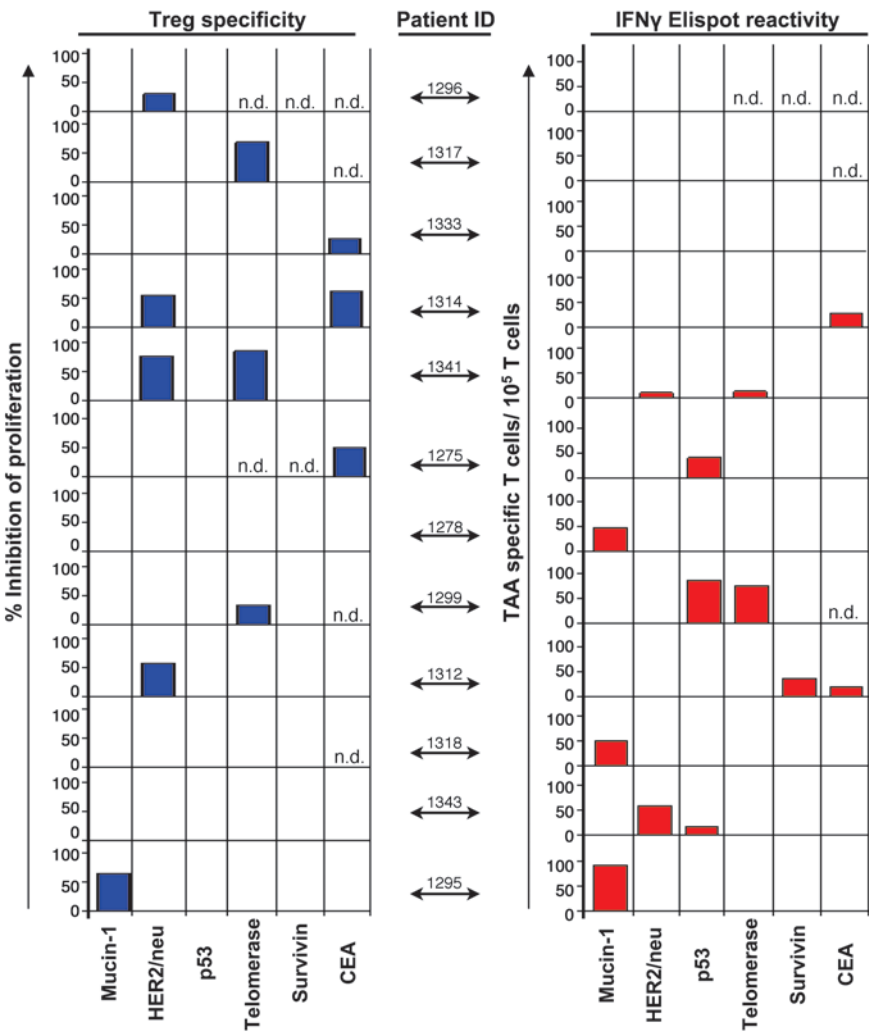 Treg specificity Patient ID IFNγ Elispot reactivity
% Inhibition of proliferation
TAA specific T cells/ 10⁵ T cells
100 100
50 1296 50
0 n.d. n.d. n.d. 0 n.d. n.d. n.d.
100 100
50 1317 50
0 n.d. 0 n.d.
100 100
50 1333 50
0 0
100 100
50 1314 50
0 0
100 100
50 1341 50
0 0
100 100
50 n.d. n.d. 1275 50
0 0
100 100
50 1278 50
0 0
100 100
50 1299 50
0 n.d. 0 n.d.
100 100
50 1312 50
0 0
100 100
50 1318 50
0 n.d. 0
100 100
50 1343 50
0 0
100 100
50 1295 50
0 0
Mucin-1 HER2/neu p53 Telomerase Survivin CEA Mucin-1 HER2/neu p53 Telomerase Survivin CEA